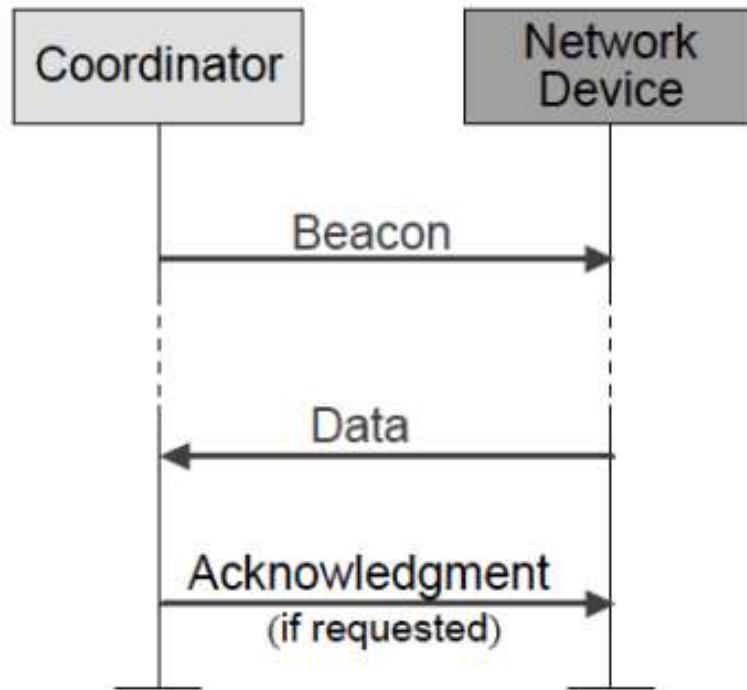 Coordinator
Network
Device
Beacon
Data
Acknowledgment
(if requested)